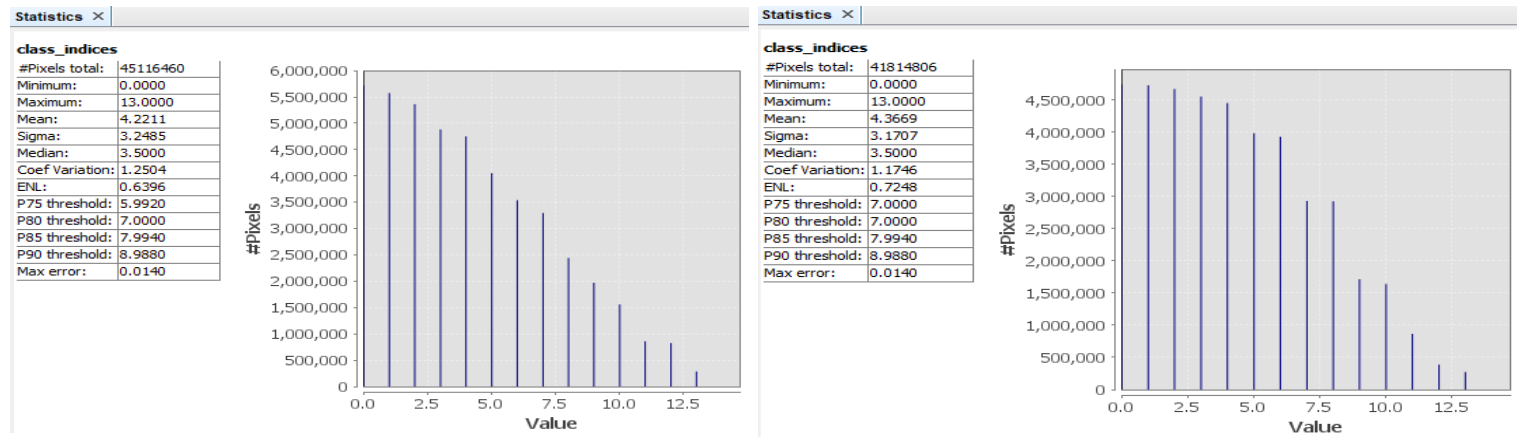 Statistics ×
class_indices
#Pixels total: 45116460
Minimum: 0.0000
Maximum: 13.0000
Mean: 4.2211
Sigma: 3.2485
Median: 3.5000
Coef Variation: 1.2504
ENL: 0.6396
P75 threshold: 5.9920
P80 threshold: 7.0000
P85 threshold: 7.9940
P90 threshold: 8.9880
Max error: 0.0140
#Pixels
6,000,000
5,500,000
5,000,000
4,500,000
4,000,000
3,500,000
3,000,000
2,500,000
2,000,000
1,500,000
1,000,000
500,000
0
0.0 2.5 5.0 7.5 10.0 12.5
Value
Statistics ×
class_indices
#Pixels total: 41814806
Minimum: 0.0000
Maximum: 13.0000
Mean: 4.3669
Sigma: 3.1707
Median: 3.5000
Coef Variation: 1.1746
ENL: 0.7248
P75 threshold: 7.0000
P80 threshold: 7.0000
P85 threshold: 7.9940
P90 threshold: 8.9880
Max error: 0.0140
#Pixels
4,500,000
4,000,000
3,500,000
3,000,000
2,500,000
2,000,000
1,500,000
1,000,000
500,000
0
0.0 2.5 5.0 7.5 10.0 12.5
Value